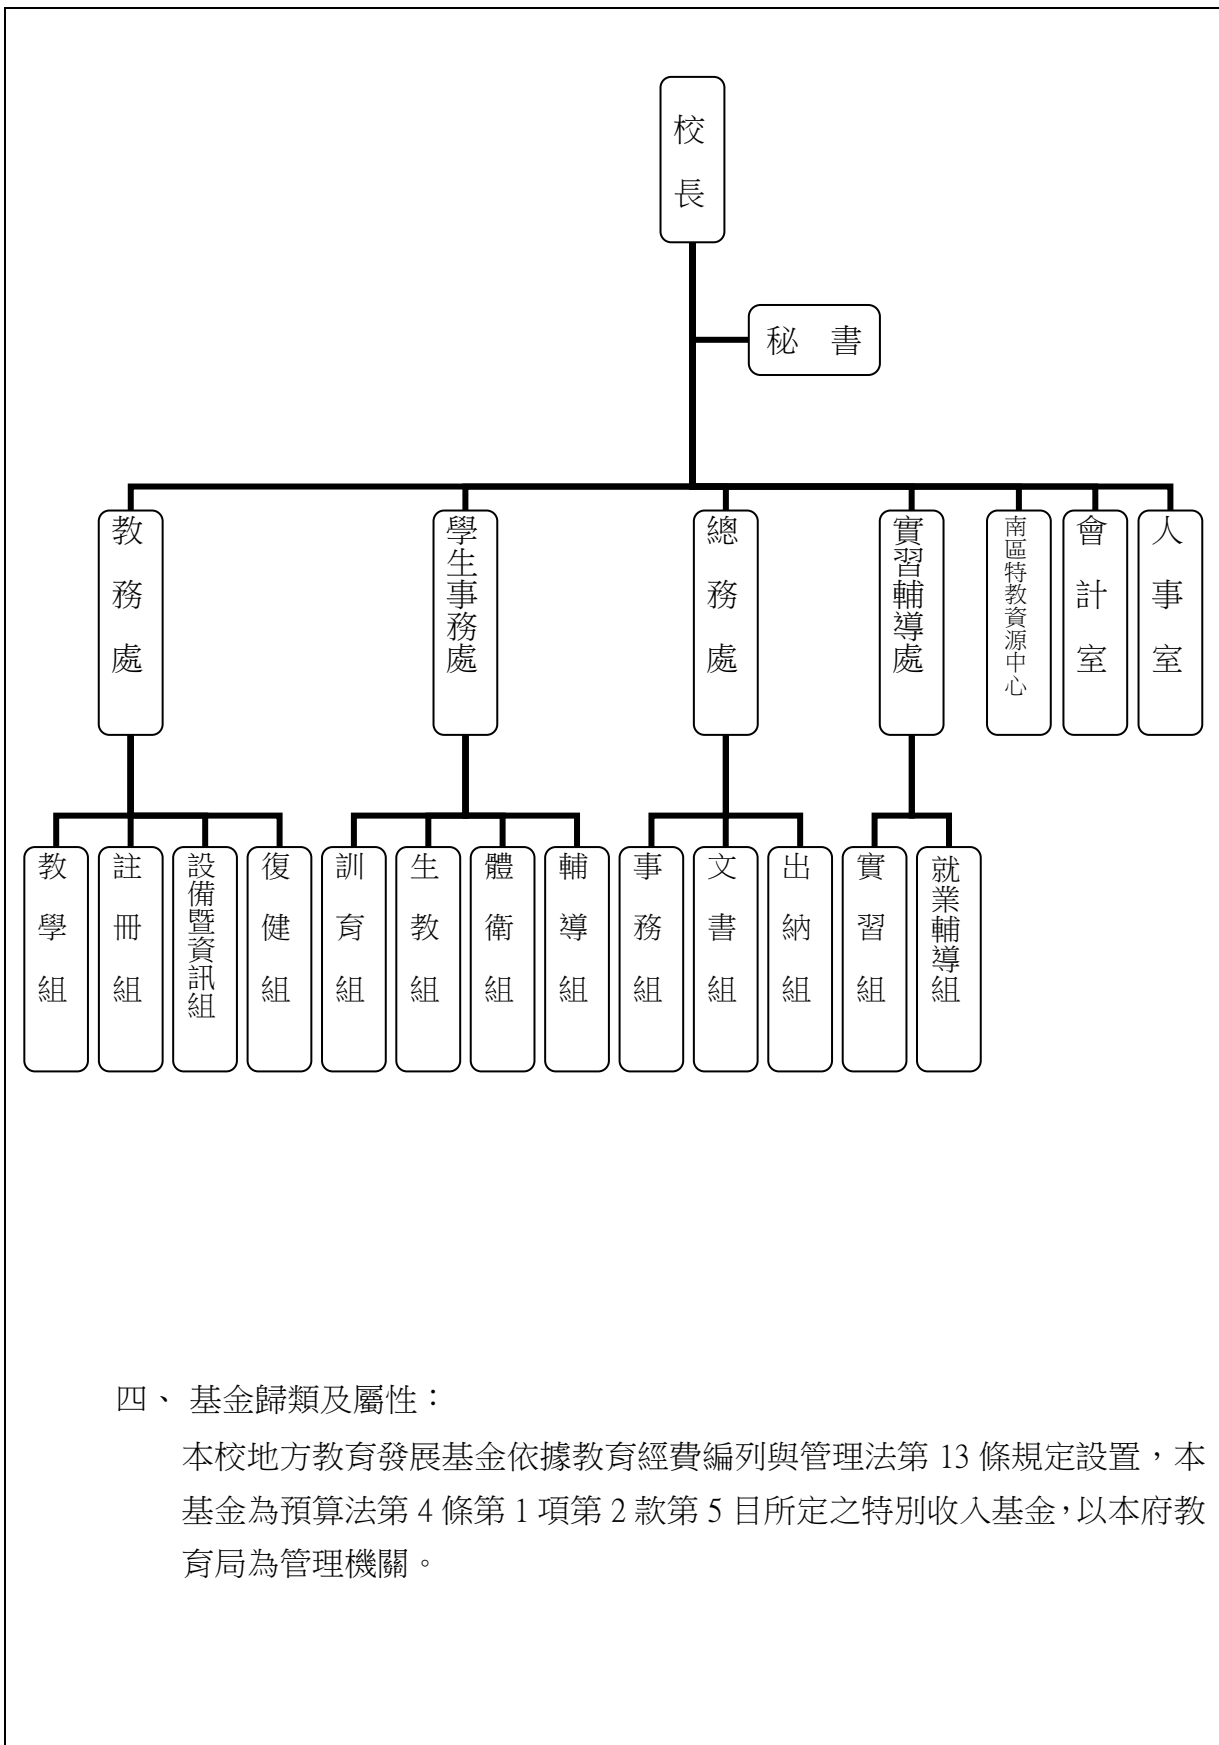 校長
秘書
教務處
學生事務處
總務處
實習輔導處
南區特教資源中心
會計室
人事室
教學組
註冊組
設備暨資訊組
復健組
訓育組
生教組
體衛組
輔導組
事務組
文書組
出納組
實習組
就業輔導組
四、 基金歸類及屬性：
本校地方教育發展基金依據教育經費編列與管理法第 13 條規定設置，本
基金為預算法第 4 條第 1 項第 2 款第 5 目所定之特別收入基金，以本府教
育局為管理機關。